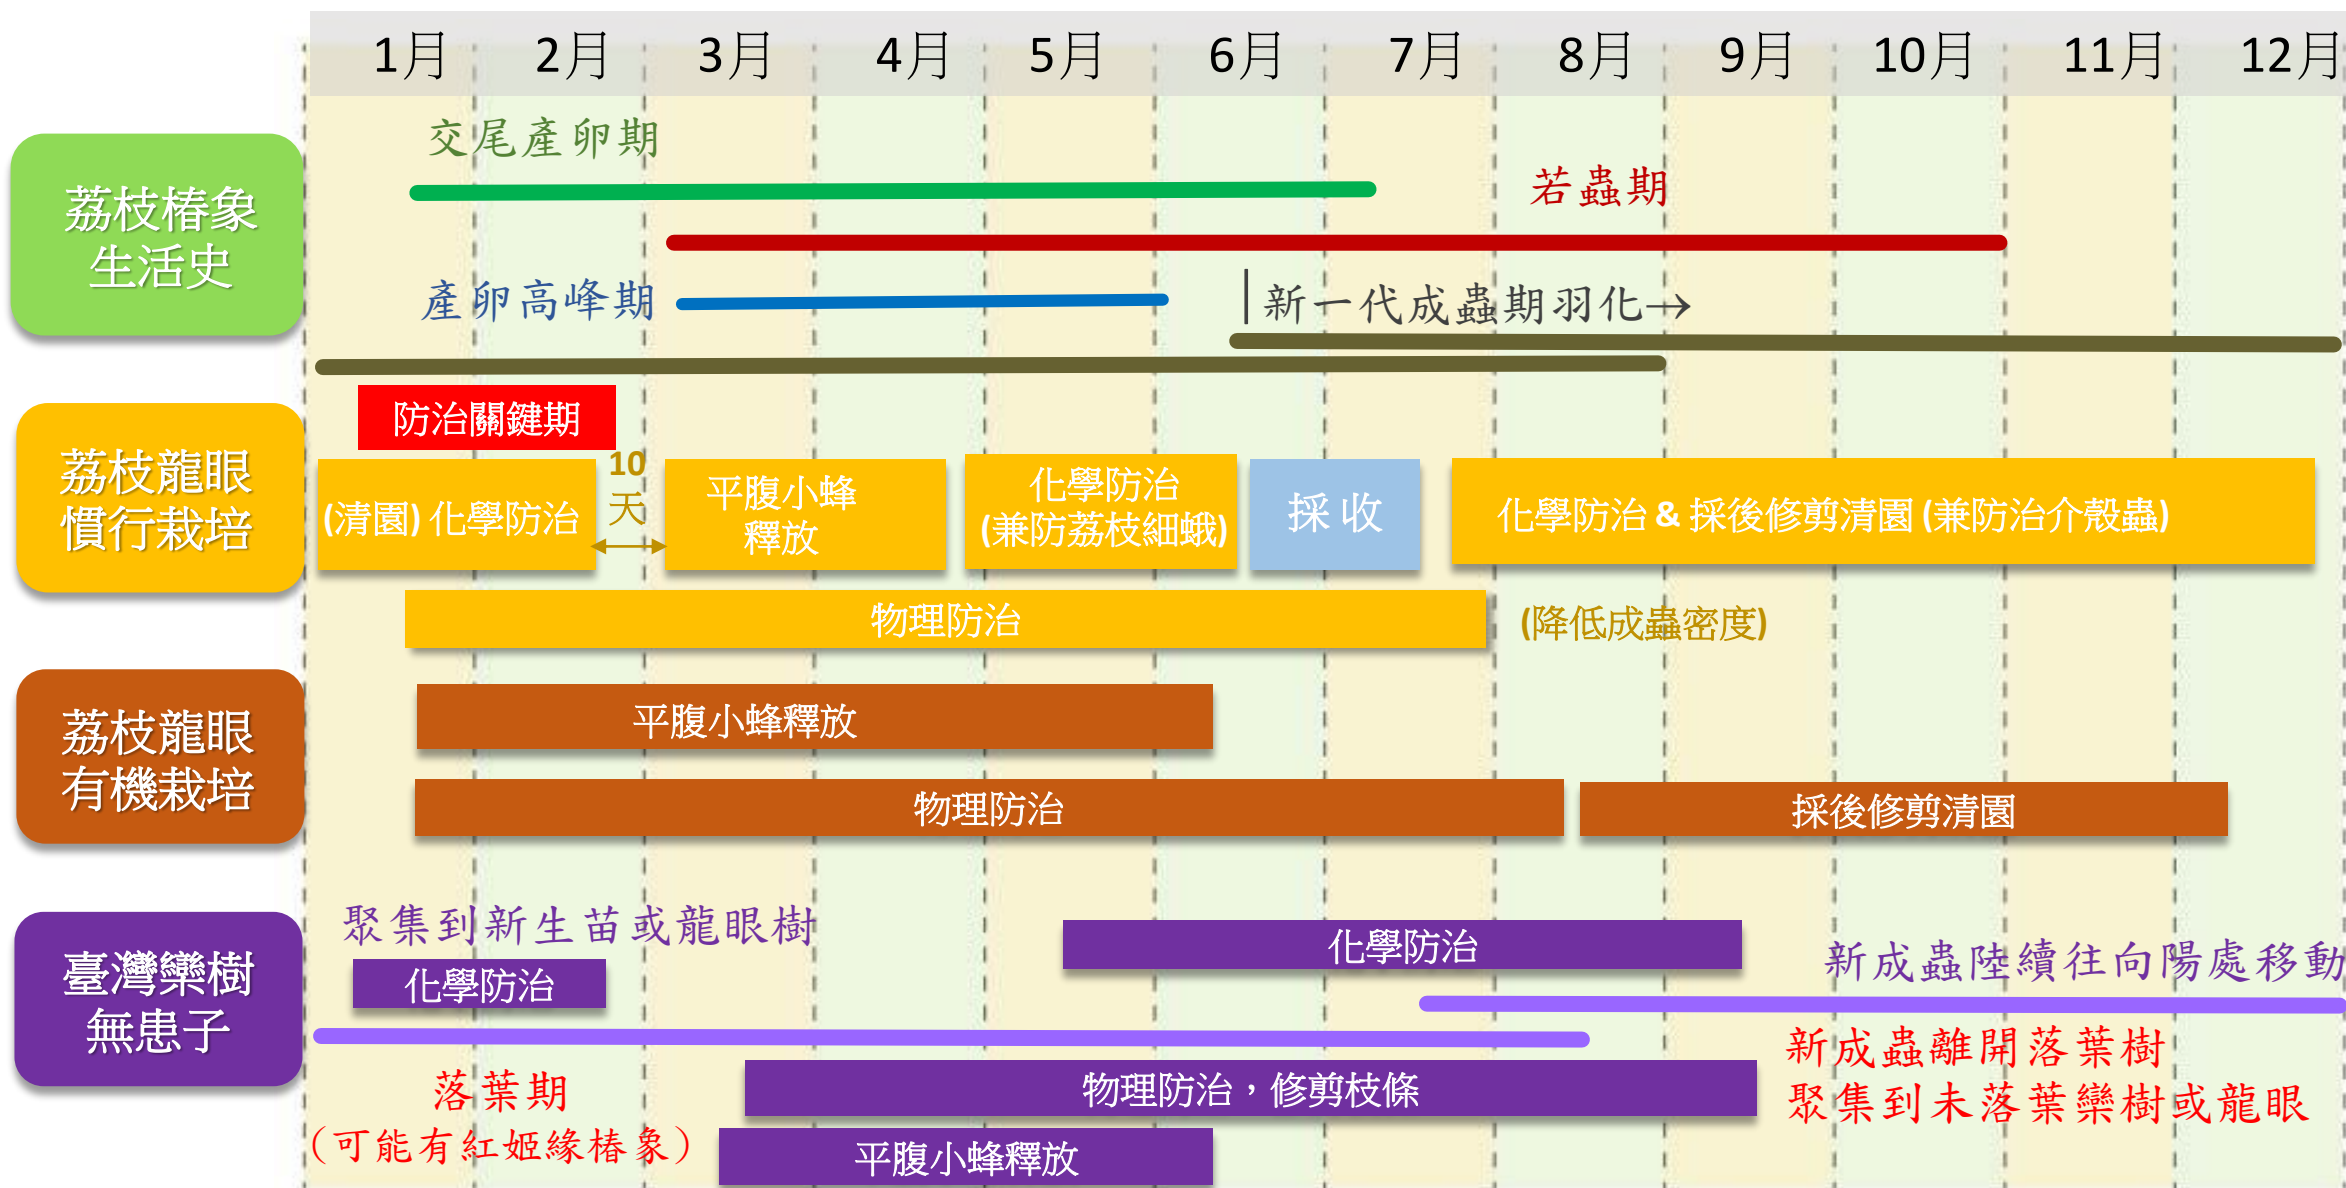 1月 2月 3月 4月 5月 6月 7月 8月 9月 10月 11月 12月
荔枝椿象
生活史
交尾產卵期
若蟲期
產卵高峰期
新一代成蟲期羽化→
荔枝龍眼
慣行栽培
防治關鍵期
(清園) 化學防治
10
天
平腹小蜂
釋放
化學防治
(兼防荔枝細蛾)
採收
化學防治 & 採後修剪清園 (兼防治介殼蟲)
物理防治
(降低成蟲密度)
荔枝龍眼
有機栽培
平腹小蜂釋放
物理防治
採後修剪清園
臺灣欒樹
無患子
聚集到新生苗或龍眼樹
化學防治
化學防治
新成蟲陸續往向陽處移動
落葉期
(可能有紅姬緣椿象)
物理防治，修剪枝條
平腹小蜂釋放
新成蟲離開落葉樹
聚集到未落葉欒樹或龍眼